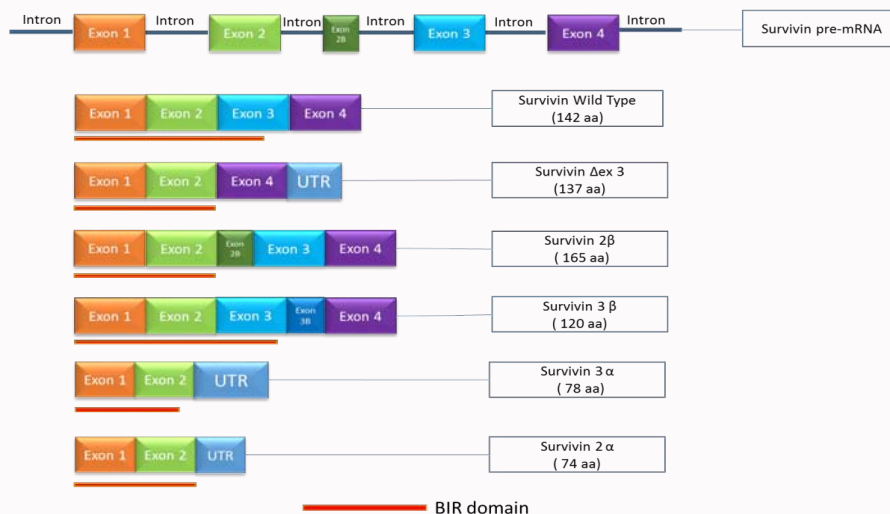 Intron Intron Intron Intron Intron Intron
Exon 1 Exon 2 Exon 2B Exon 3 Exon 4
Survivin pre-mRNA
Exon 1 Exon 2 Exon 3 Exon 4
Survivin Wild Type
(142 aa)
Exon 1 Exon 2 Exon 4 UTR
Survivin Δex 3
(137 aa)
Exon 1 Exon 2 Exon 2B Exon 3 Exon 4
Survivin 2β
( 165 aa)
Exon 1 Exon 2 Exon 3 Exon 3B Exon 4
Survivin 3 β
( 120 aa)
Exon 1 Exon 2 UTR
Survivin 3 α
( 78 aa)
Exon 1 Exon 2 UTR
Survivin 2 α
( 74 aa)
BIR domain